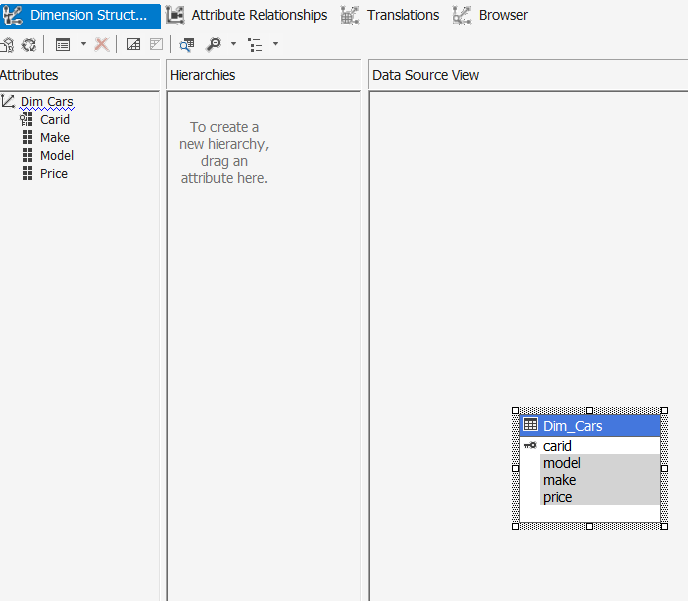 Dimension Struct...
Attribute Relationships
Translations
Browser
Attributes
Hierarchies
Data Source View
Dim Cars
Carid
Make
Model
Price
To create a
new hierarchy,
drag an
attribute here.
Dim_Cars
carid
model
make
price